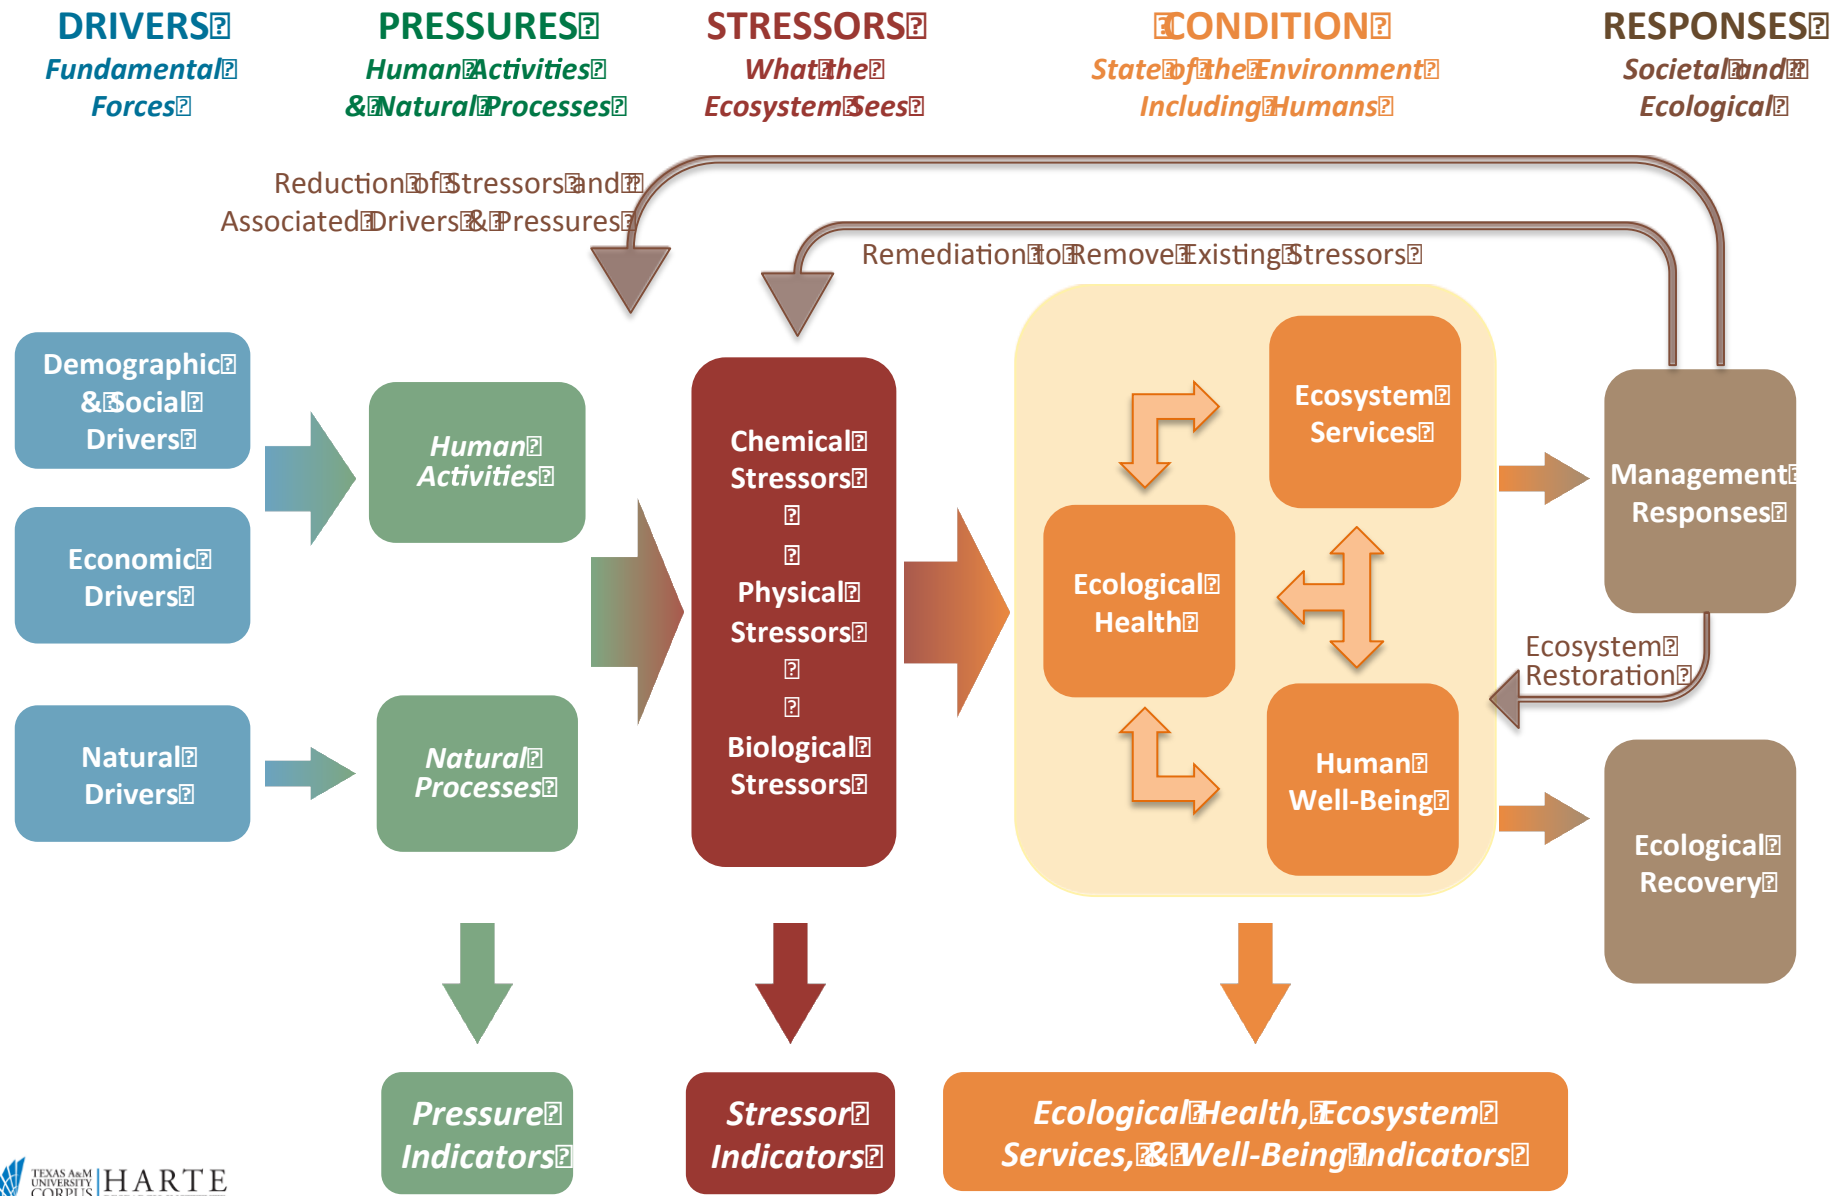 DRIVERS
Fundamental
Forces
PRESSURES
Human Activities
& Natural Processes
STRESSORS
What the
Ecosystem Sees
CONDITION
State of the Environment
Including Humans
RESPONSES
Societal and
Ecological
Reduction of Stressors and
Associated Drivers & Pressures
Remediation to Remove Existing Stressors
Demographic
& Social
Drivers
Economic
Drivers
Natural
Drivers
Human
Activities
Natural
Processes
Chemical
Stressors
Physical
Stressors
Biological
Stressors
Ecosystem
Services
Ecological
Health
Human
Well-Being
Management
Responses
Ecosystem
Restoration
Ecological
Recovery
Pressure
Indicators
Stressor
Indicators
Ecological Health, Ecosystem
Services, & Well-Being Indicators
TEXAS A&M
UNIVERSITY
CORPUS
HARTE